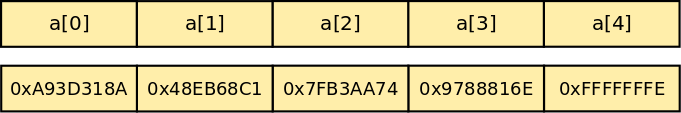 a[0] a[1] a[2] a[3] a[4]
0xA93D318A 0x48EB68C1 0x7FB3AA74 0x9788816E 0xFFFFFFFE